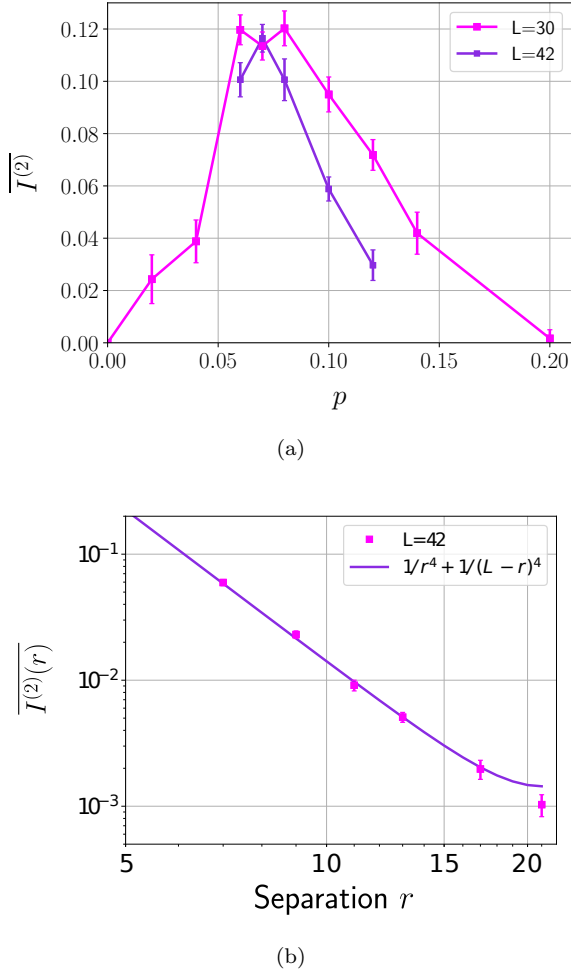 0.12
0.10
0.08
0.06
0.04
0.02
0.00
0.00 0.05 0.10 0.15 0.20
I^{(2)}
p
L=30
L=42
(a)
10^{-1}
10^{-2}
10^{-3}
5 10 15 20
I^{(2)}(r)
Separation r
L=42
1/r^4 + 1/(L − r)^4
(b)